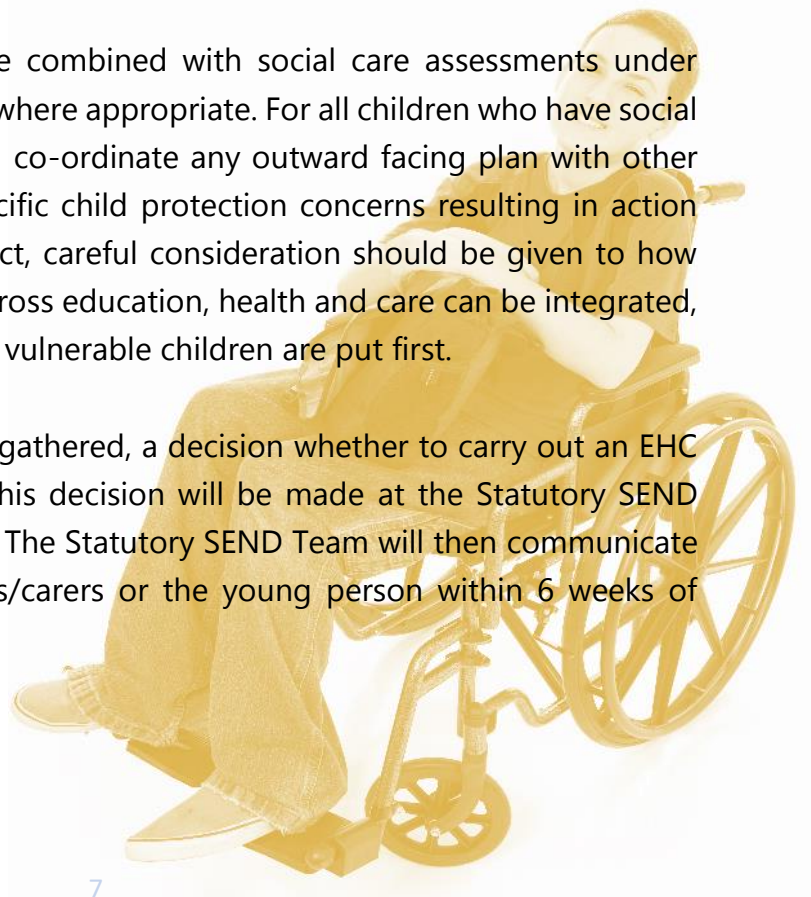 e combined with social care assessments under
where appropriate. For all children who have social
co-ordinate any outward facing plan with other
cific child protection concerns resulting in action
ct, careful consideration should be given to how
ross education, health and care can be integrated,
vulnerable children are put first.
gathered, a decision whether to carry out an EHC
his decision will be made at the Statutory SEND
The Statutory SEND Team will then communicate
s/carers or the young person within 6 weeks of
7